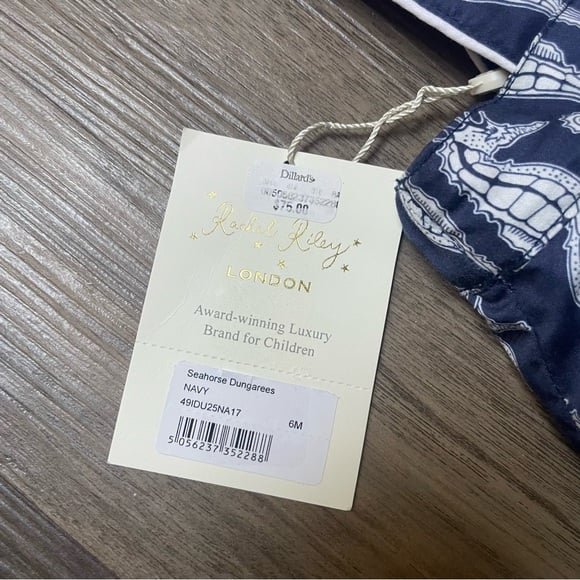 Dillard's
005056237352288
$75.00
Rachel Riley
LONDON
Award-winning Luxury
Brand for Children
Seahorse Dungarees
NAVY
49IDU25NA17
6M
5 056237 352288